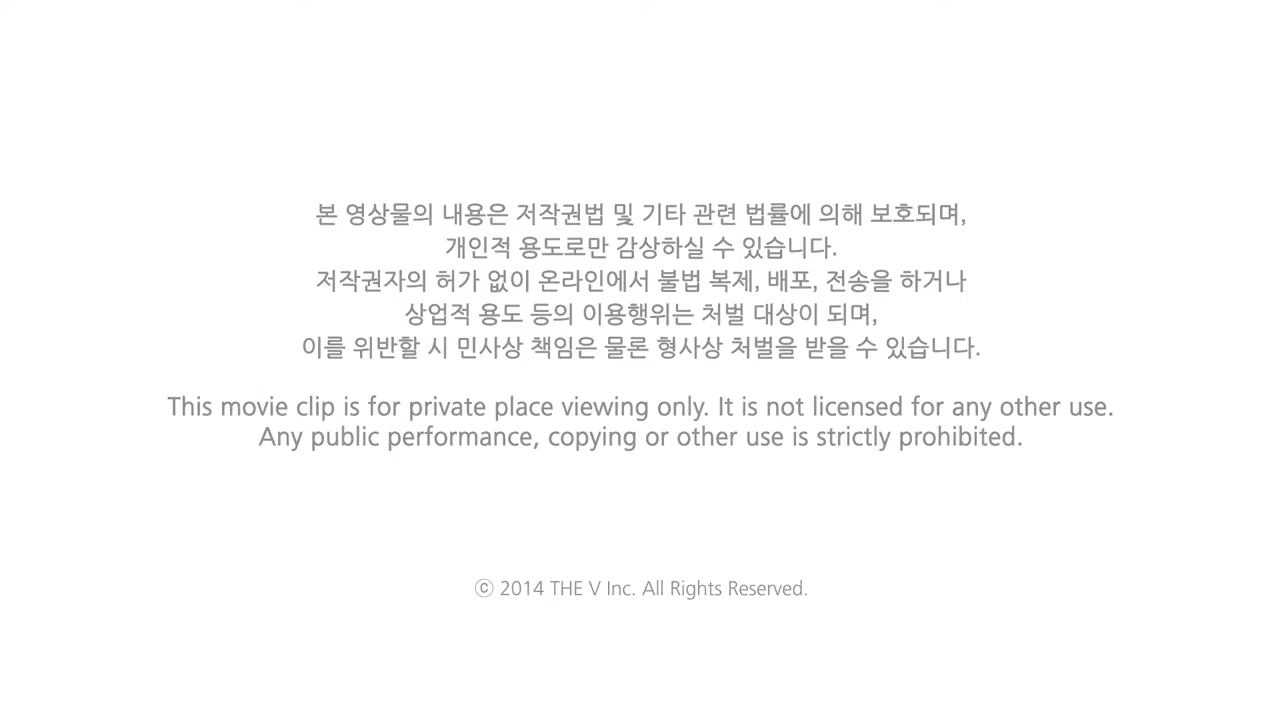 본 영상물의 내용은 저작권법 및 기타 관련 법률에 의해 보호되며,
개인적 용도로만 감상하실 수 있습니다.
저작권자의 허가 없이 온라인에서 불법 복제, 배포, 전송을 하거나
상업적 용도 등의 이용행위는 처벌 대상이 되며,
이를 위반할 시 민사상 책임은 물론 형사상 처벌을 받을 수 있습니다.
This movie clip is for private place viewing only. It is not licensed for any other use.
Any public performance, copying or other use is strictly prohibited.
ⓒ 2014 THE V Inc. All Rights Reserved.